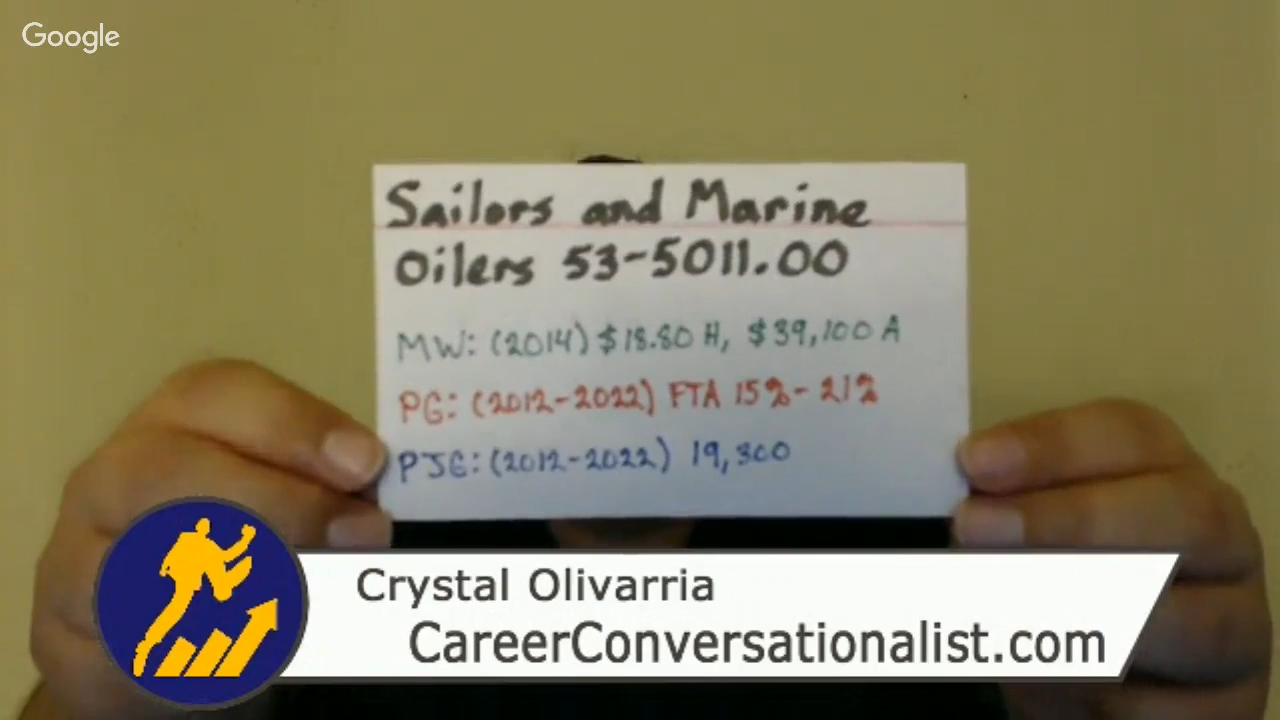 Google
Sailors and Marine
Oilers 53-5011.00
MW: (2014) $18.80 H, $39,100 A
PG: (2012-2022) FTA 15%- 21%
PJG: (2012-2022) 19,300
Crystal Olivarria
CareerConversationalist.com